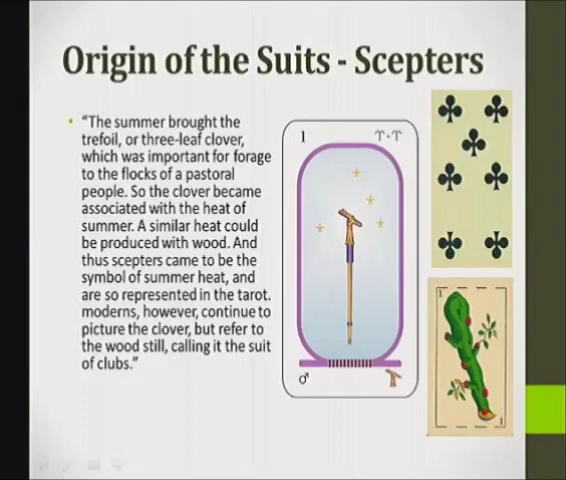 Origin of the Suits - Scepters
• "The summer brought the
trefoil, or three-leaf clover,
which was important for forage
to the flocks of a pastoral
people. So the clover became
associated with the heat of
summer. A similar heat could
be produced with wood. And
thus scepters came to be the
symbol of summer heat, and
are so represented in the tarot.
moderns, however, continue to
picture the clover, but refer to
the wood still, calling it the suit
of clubs."
1 ♈·♈
♂
1
1